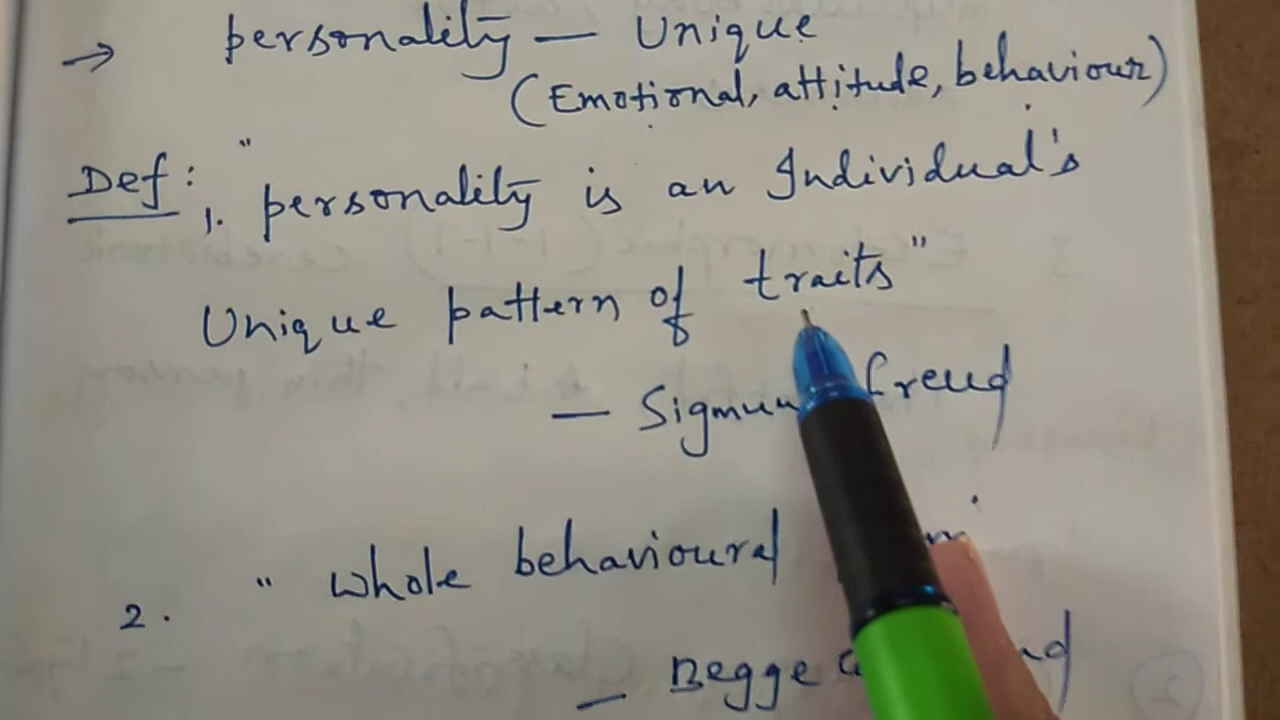 → personality — Unique
(Emotional, attitude, behaviour)
Def: 1. "personality is an Individual's
Unique pattern of traits"
— Freud
2. " Whole behavioural
— Begge